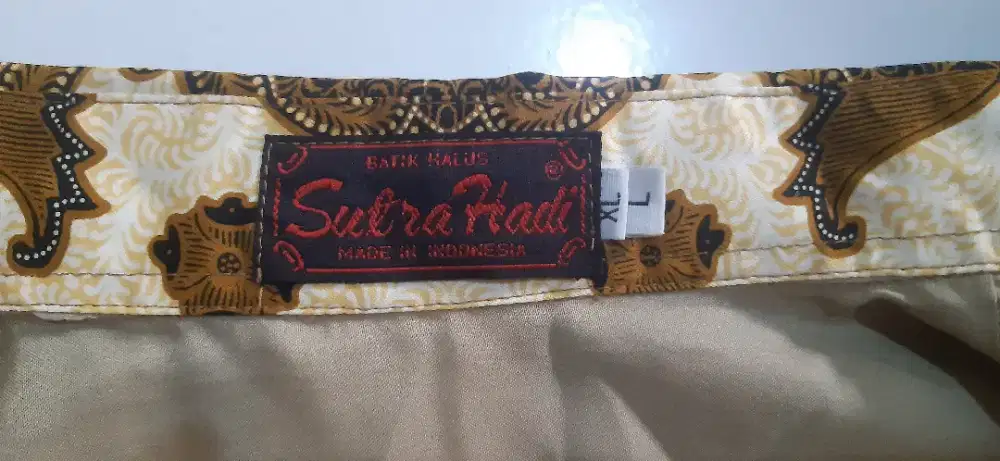 BATIK HALUS
®
Sutra Hadi
MADE IN INDONESIA
XL
L